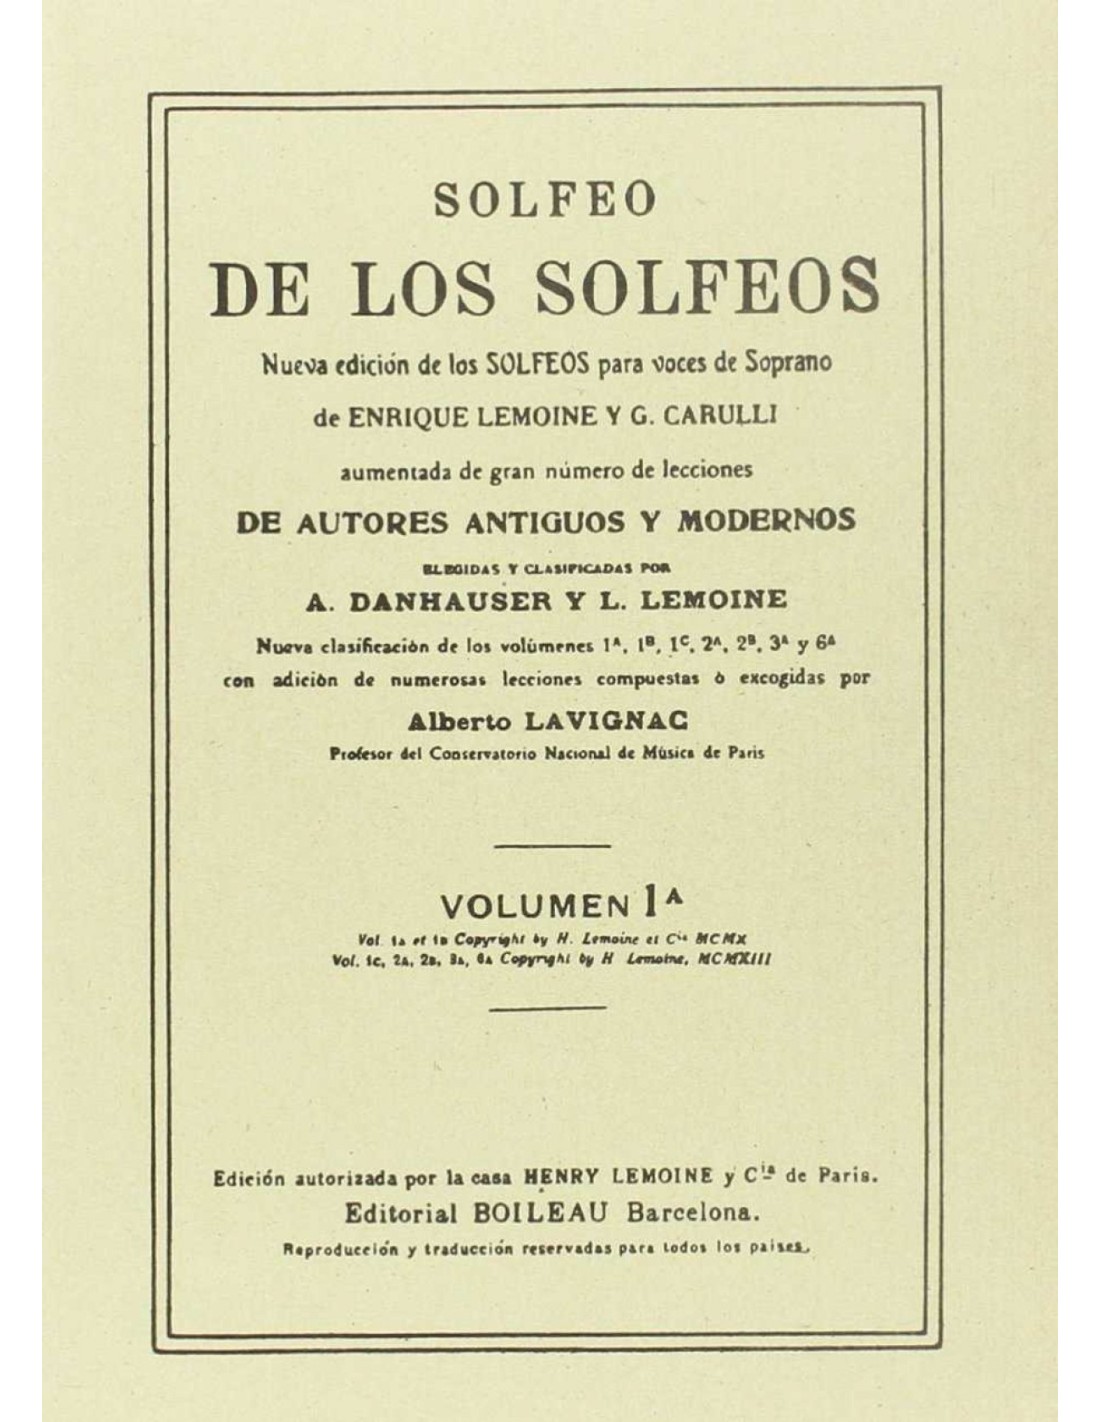 SOLFEO
DE LOS SOLFEOS
Nueva edición de los SOLFEOS para voces de Soprano
de ENRIQUE LEMOINE Y G. CARULLI
aumentada de gran número de lecciones
DE AUTORES ANTIGUOS Y MODERNOS
ELEGIDAS Y CLASIFICADAS POR
A. DANHAUSER Y L. LEMOINE
Nueva clasificación de los volúmenes 1ᴬ, 1ᴮ, 1ᶜ, 2ᴬ, 2ᴮ, 3ᴬ y 6ᴬ
con adición de numerosas lecciones compuestas ò excogidas por
Alberto LAVIGNAC
Profesor del Conservatorio Nacional de Música de Paris
VOLUMEN 1ᴬ
Vol. 1A et 1B Copyright by H. Lemoine et Cⁱᵉ MCMX
Vol. 1C, 2A, 2B, 3A, 6A Copyright by H Lemoine, MCMXIII
Edición autorizada por la casa HENRY LEMOINE y Cⁱᵃ de París.
Editorial BOILEAU Barcelona.
Reproducción y traducción reservadas para todos los paises.